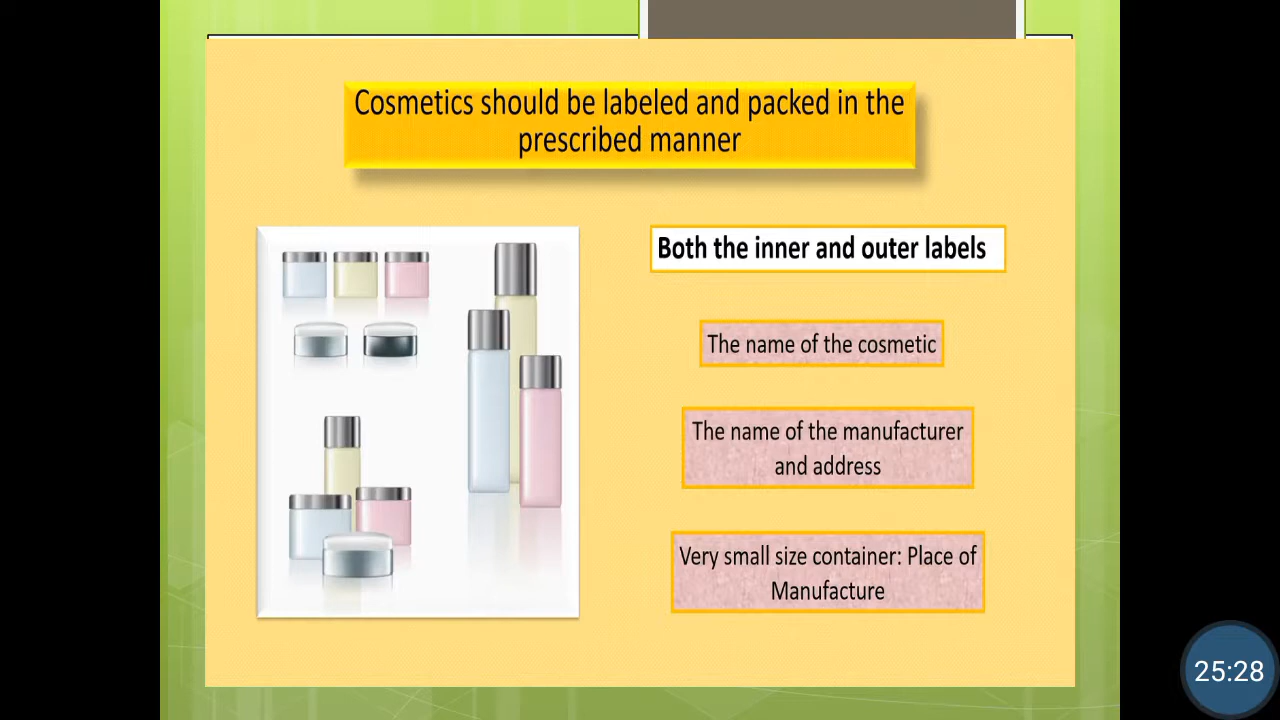 Cosmetics should be labeled and packed in the
prescribed manner
Both the inner and outer labels
The name of the cosmetic
The name of the manufacturer
and address
Very small size container: Place of
Manufacture
25:28